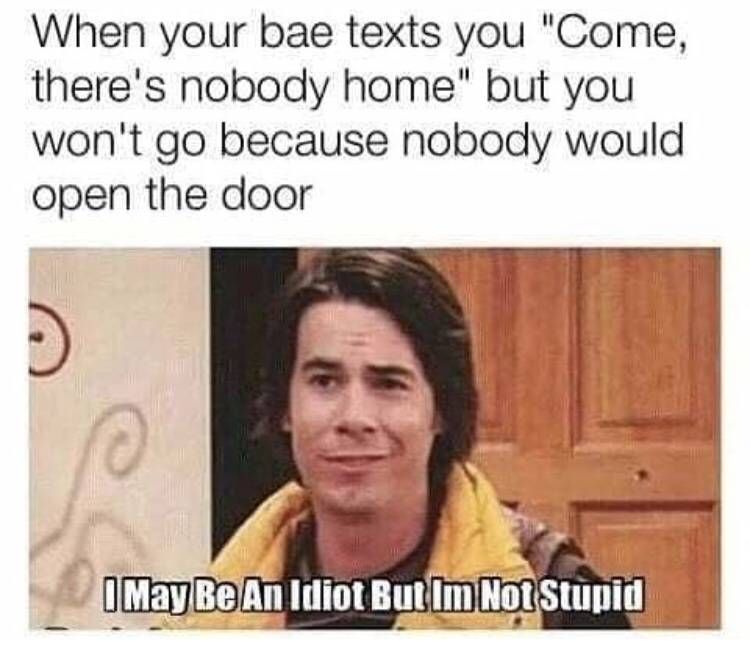 When your bae texts you "Come,
there's nobody home" but you
won't go because nobody would
open the door
I May Be An Idiot But Im Not Stupid